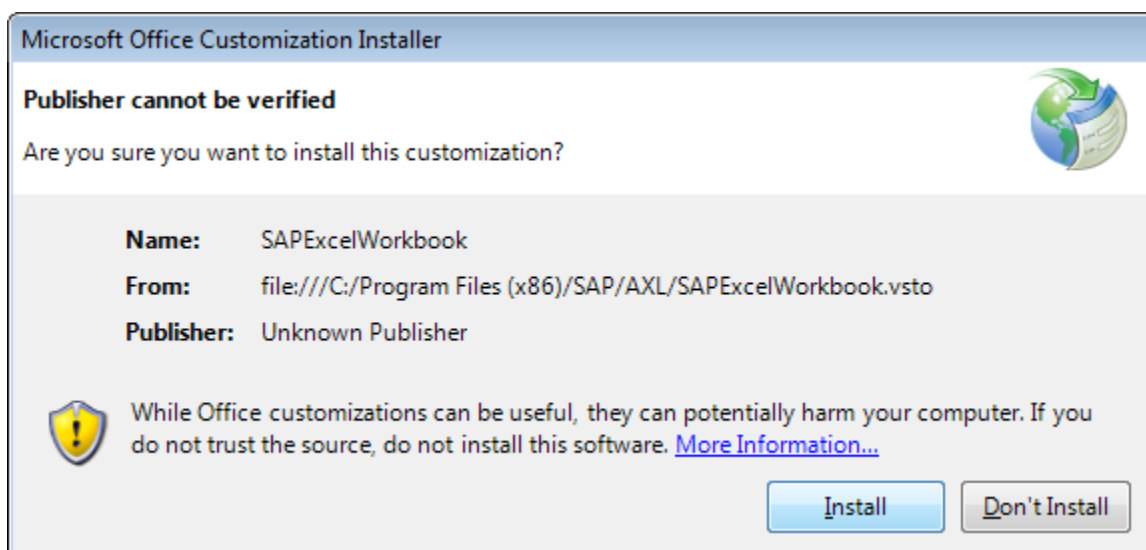 Microsoft Office Customization Installer
Publisher cannot be verified
Are you sure you want to install this customization?
Name: SAPExcelWorkbook
From: file:///C:/Program Files (x86)/SAP/AXL/SAPExcelWorkbook.vsto
Publisher: Unknown Publisher
While Office customizations can be useful, they can potentially harm your computer. If you
do not trust the source, do not install this software. More Information...
Install Don't Install